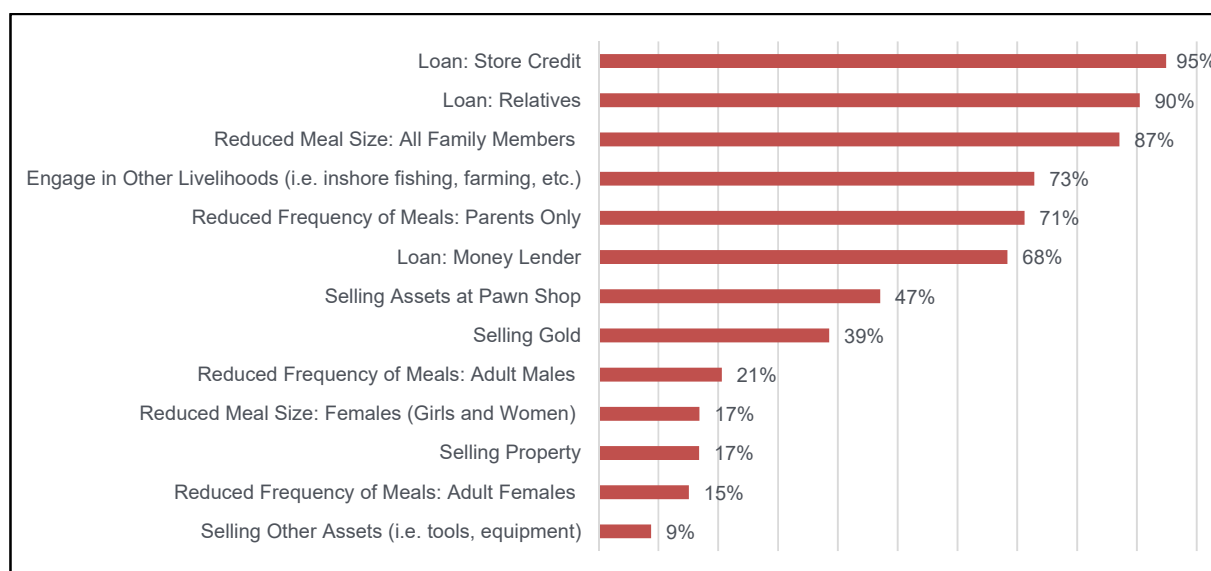 Loan: Store Credit 95%
Loan: Relatives 90%
Reduced Meal Size: All Family Members 87%
Engage in Other Livelihoods (i.e. inshore fishing, farming, etc.) 73%
Reduced Frequency of Meals: Parents Only 71%
Loan: Money Lender 68%
Selling Assets at Pawn Shop 47%
Selling Gold 39%
Reduced Frequency of Meals: Adult Males 21%
Reduced Meal Size: Females (Girls and Women) 17%
Selling Property 17%
Reduced Frequency of Meals: Adult Females 15%
Selling Other Assets (i.e. tools, equipment) 9%